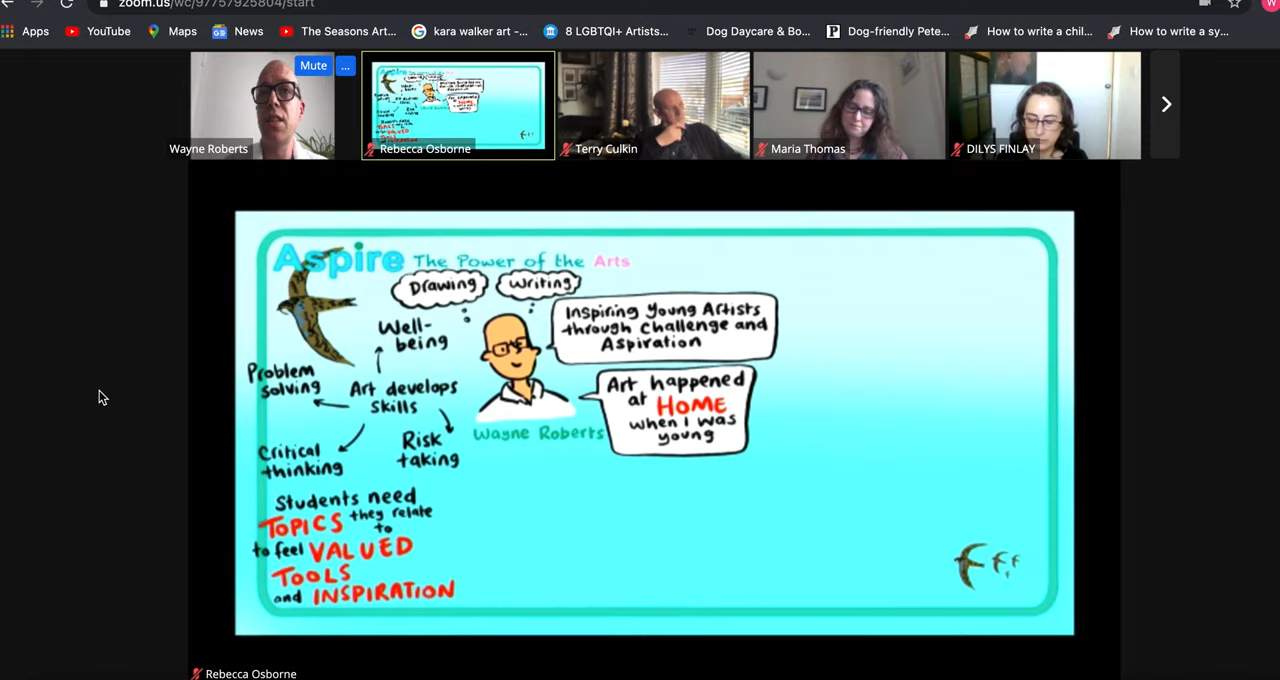 zoom.us/wc/97757925804/start
Apps
YouTube
Maps
News
The Seasons Art...
kara walker art -...
8 LGBTQI+ Artists...
Dog Daycare & Bo...
Dog-friendly Pete...
How to write a chil...
How to write a sy...
Mute
...
Wayne Roberts
Rebecca Osborne
Terry Culkin
Maria Thomas
DILYS FINLAY
Aspire The Power of the Arts
Drawing
Writing
Inspiring Young Artists
through Challenge and
Aspiration
Well-
being
Problem
solving
Art develops
skills
Critical
thinking
Risk
taking
Art happened
at HOME
when I was
young
Wayne Roberts
Students need
TOPICS they relate
to
to feel VALUED
TOOLS
and INSPIRATION
Rebecca Osborne